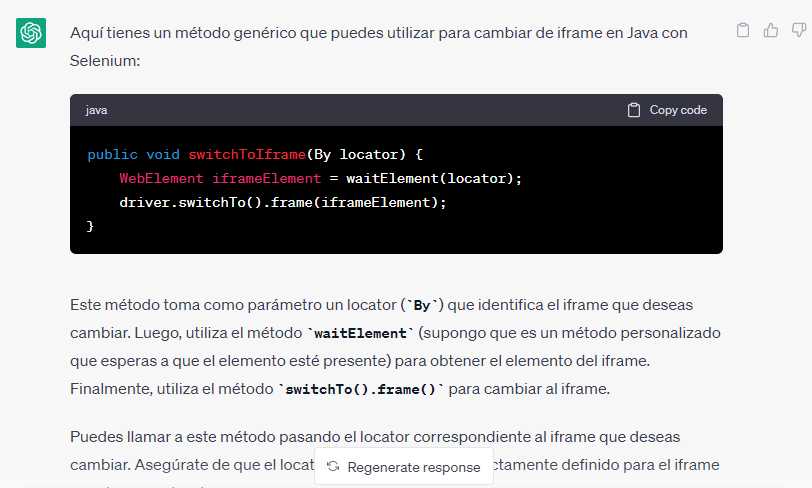 Aquí tienes un método genérico que puedes utilizar para cambiar de iframe en Java con
Selenium:
java
Copy code
public void switchToIframe(By locator) {
WebElement iframeElement = waitElement(locator);
driver.switchTo().frame(iframeElement);
}
Este método toma como parámetro un locator (`By`) que identifica el iframe que deseas
cambiar. Luego, utiliza el método `waitElement` (supongo que es un método personalizado
que esperas a que el elemento esté presente) para obtener el elemento del iframe.
Finalmente, utiliza el método `switchTo().frame()` para cambiar al iframe.
Puedes llamar a este método pasando el locator correspondiente al iframe que deseas
cambiar. Asegúrate de que el locat
Regenerate response
ctamente definido para el iframe